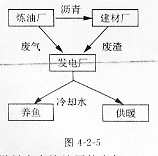 炼油厂 沥青 建材厂
废气 废渣
发电厂
冷却水
养鱼 供暖
图 4-2-5